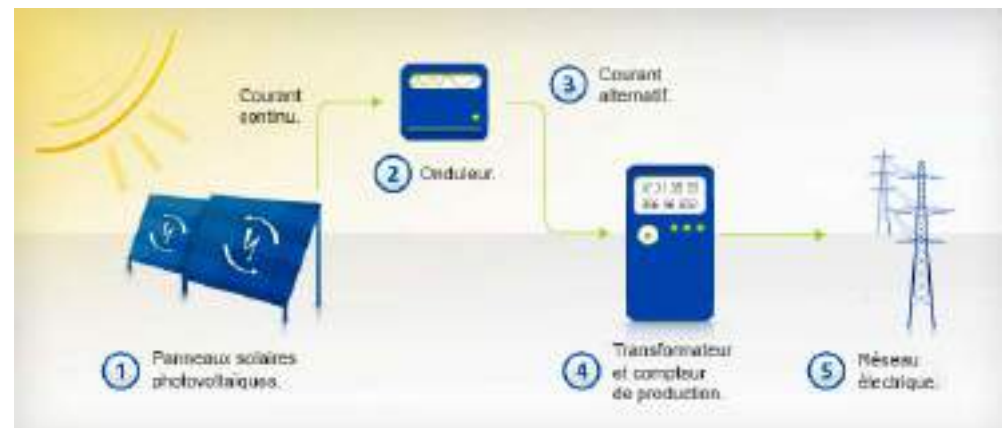 Courant
continu.
2 Onduleur.
3 Courant
alternatif.
1 Panneaux solaires
photovoltaïques.
4 Transformateur
et compteur
de production.
5 Réseau
électrique.